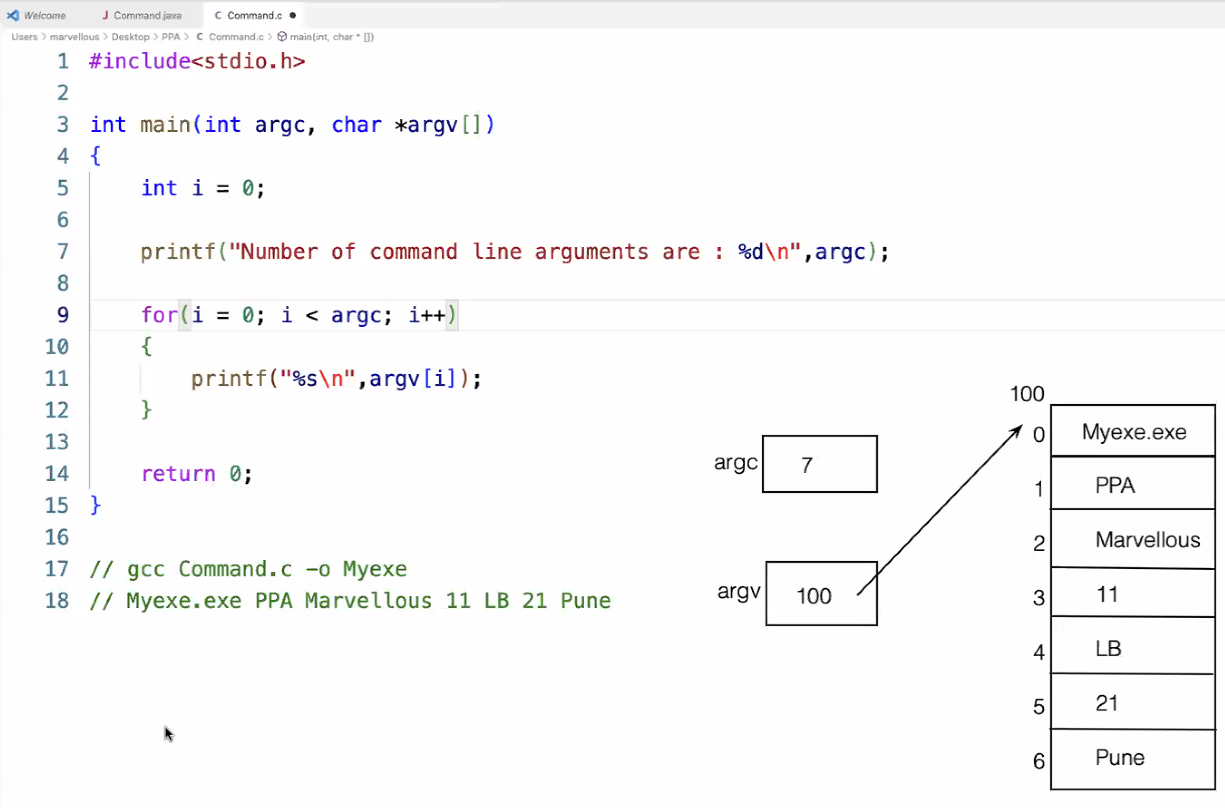 Welcome J Command.java C Command.c
Users > marvellous > Desktop > PPA > C Command.c > main(int, char * [])
1 #include<stdio.h>
2
3 int main(int argc, char *argv[])
4 {
5 int i = 0;
6
7 printf("Number of command line arguments are : %d\n",argc);
8
9 for(i = 0; i < argc; i++)
10 {
11 printf("%s\n",argv[i]);
12 }
13
14 return 0;
15 }
16
17 // gcc Command.c -o Myexe
18 // Myexe.exe PPA Marvellous 11 LB 21 Pune
argc 7
argv 100
100
0 Myexe.exe
1 PPA
2 Marvellous
3 11
4 LB
5 21
6 Pune